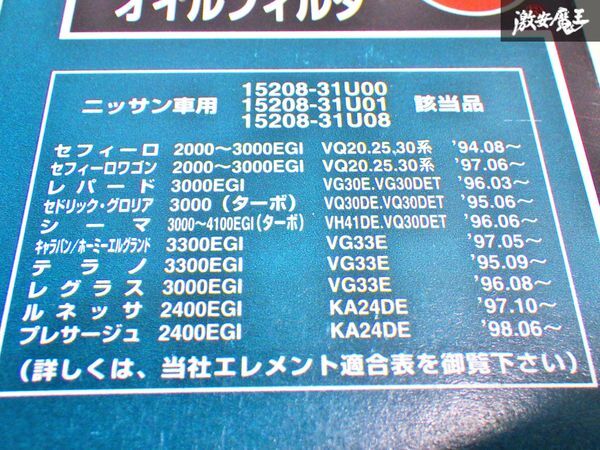 オイルフィルタ
激安魔王
ニッサン車用 15208-31U00 該当品
15208-31U01
15208-31U08
セフィーロ 2000〜3000EGI VQ20.25.30系 '94.08〜
セフィーロワゴン 2000〜3000EGI VQ20.25.30系 '97.06〜
レパード 3000EGI VG30E.VG30DET '96.03〜
セドリック・グロリア 3000(ターボ) VQ30DE.VQ30DET '95.06〜
シーマ 3000〜4100EGI(ターボ) VH41DE.VQ30DET '96.06〜
キャラバン/ホーミーエルグランド 3300EGI VG33E '97.05〜
テラノ 3300EGI VG33E '95.09〜
レグラス 3000EGI VG33E '96.08〜
ルネッサ 2400EGI KA24DE '97.10〜
プレサージュ 2400EGI KA24DE '98.06〜
(詳しくは、当社エレメント適合表を御覧下さい)